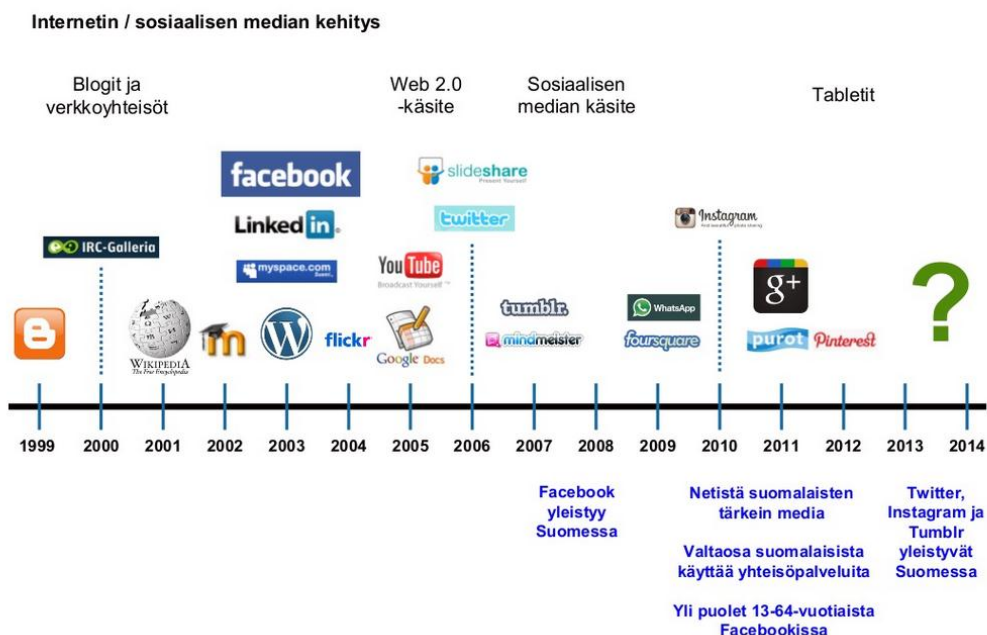 Internetin / sosiaalisen median kehitys
Blogit ja
verkkoyhteisöt
Web 2.0
-käsite
Sosiaalisen
median käsite
Tabletit
facebook
slideshare
Present Yourself
LinkedIn
twitter
Instagram
IRC-Galleria
myspace.com
YouTube
Broadcast Yourself™
g+
?
WIKIPEDIA
The Free Encyclopedia
m
W
flickr
Google Docs
tumblr.
mindmeister
WhatsApp
foursquare
purot
Pinterest
1999 2000 2001 2002 2003 2004 2005 2006 2007 2008 2009 2010 2011 2012 2013 2014
Facebook
yleistyy
Suomessa
Netistä suomalaisten
tärkein media
Valtaosa suomalaisista
käyttää yhteisöpalveluita
Yli puolet 13-64-vuotiaista
Facebookissa
Twitter,
Instagram ja
Tumblr
yleistyvät
Suomessa